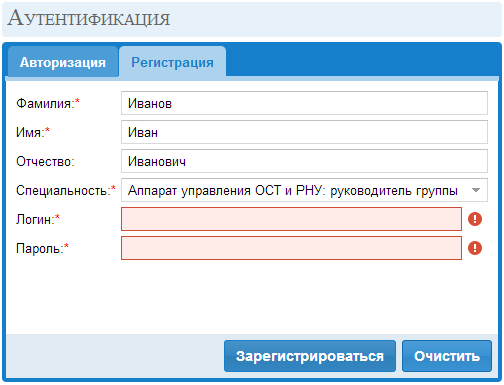 Аутентификация
Авторизация Регистрация
Фамилия:* Иванов
Имя:* Иван
Отчество: Иванович
Специальность:* Аппарат управления ОСТ и РНУ: руководитель группы
Логин:*
Пароль:*
Зарегистрироваться Очистить